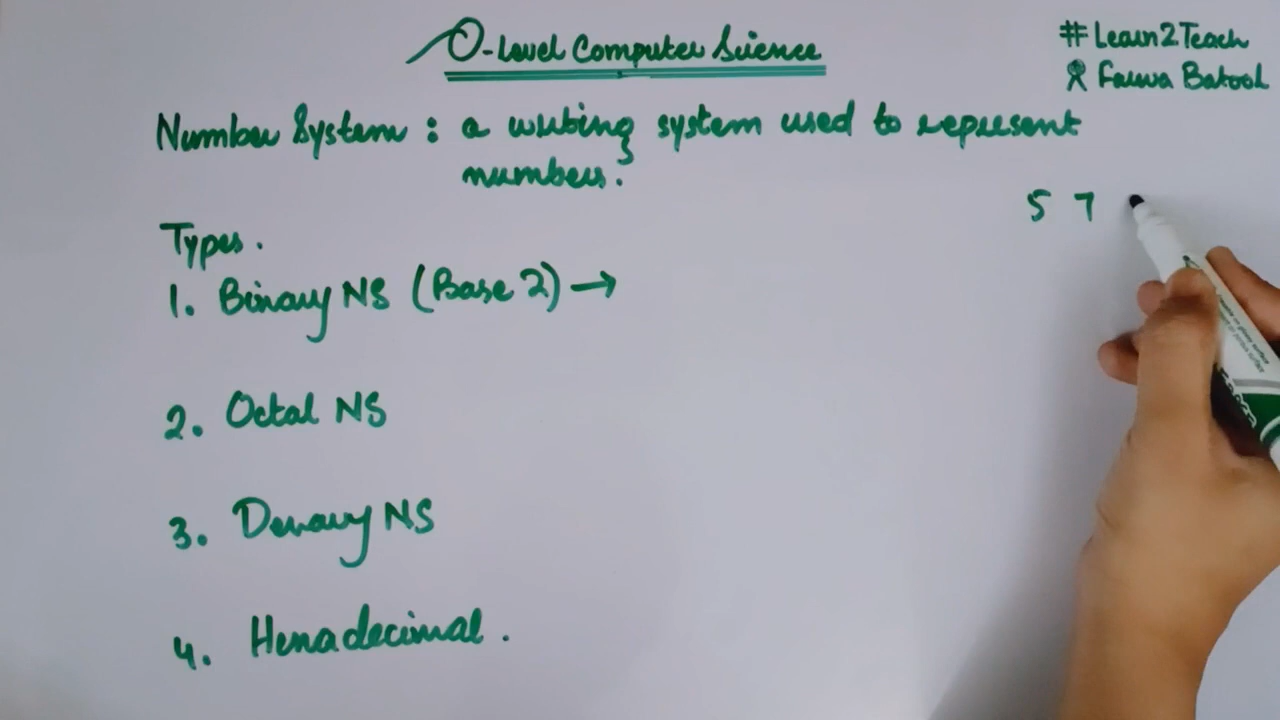 O-Level Computer Science
#Learn2Teach
Farwa Batool
Number System : a writing system used to represent
numbers.
5 7
Types.
1. Binary NS (Base 2) →
2. Octal NS
3. Denary NS
4. Hexadecimal.